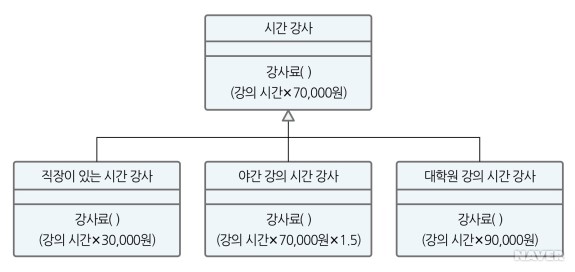 시간 강사
강사료( )
(강의 시간×70,000원)
직장이 있는 시간 강사
강사료( )
(강의 시간×30,000원)
야간 강의 시간 강사
강사료( )
(강의 시간×70,000원×1.5)
대학원 강의 시간 강사
강사료( )
(강의 시간×90,000원)
NAVER